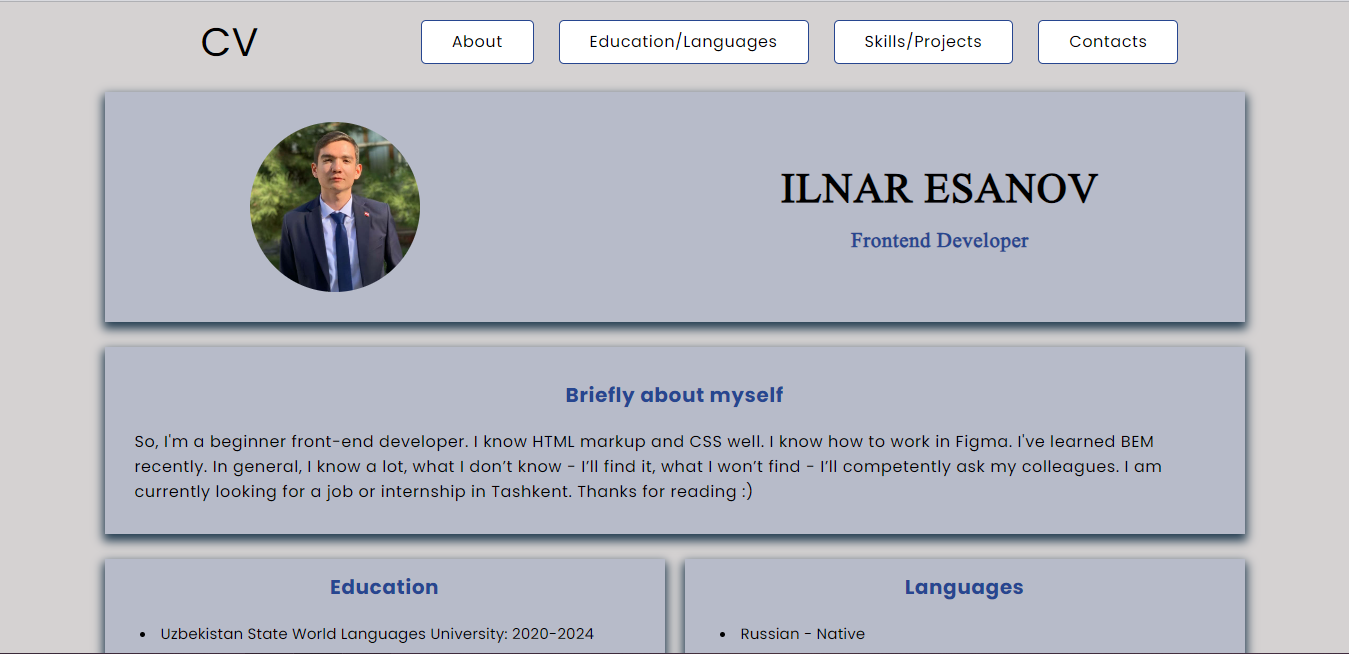 CV
About
Education/Languages
Skills/Projects
Contacts
ILNAR ESANOV
Frontend Developer
Briefly about myself
So, I'm a beginner front-end developer. I know HTML markup and CSS well. I know how to work in Figma. I've learned BEM
recently. In general, I know a lot, what I don’t know - I’ll find it, what I won’t find - I’ll competently ask my colleagues. I am
currently looking for a job or internship in Tashkent. Thanks for reading :)
Education
• Uzbekistan State World Languages University: 2020-2024
Languages
• Russian - Native